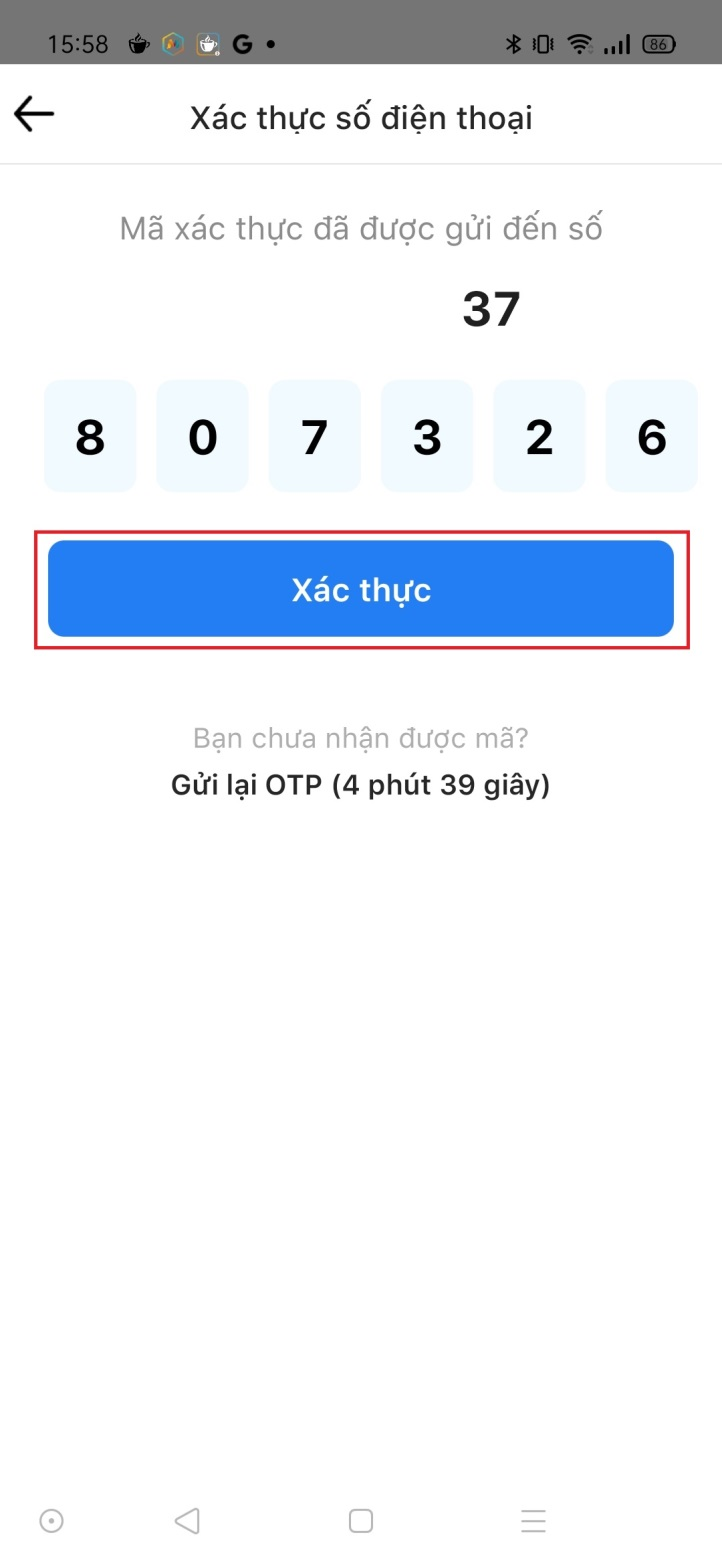 15:58 G 86
Xác thực số điện thoại
Mã xác thực đã được gửi đến số
37
8 0 7 3 2 6
Xác thực
Bạn chưa nhận được mã?
Gửi lại OTP (4 phút 39 giây)